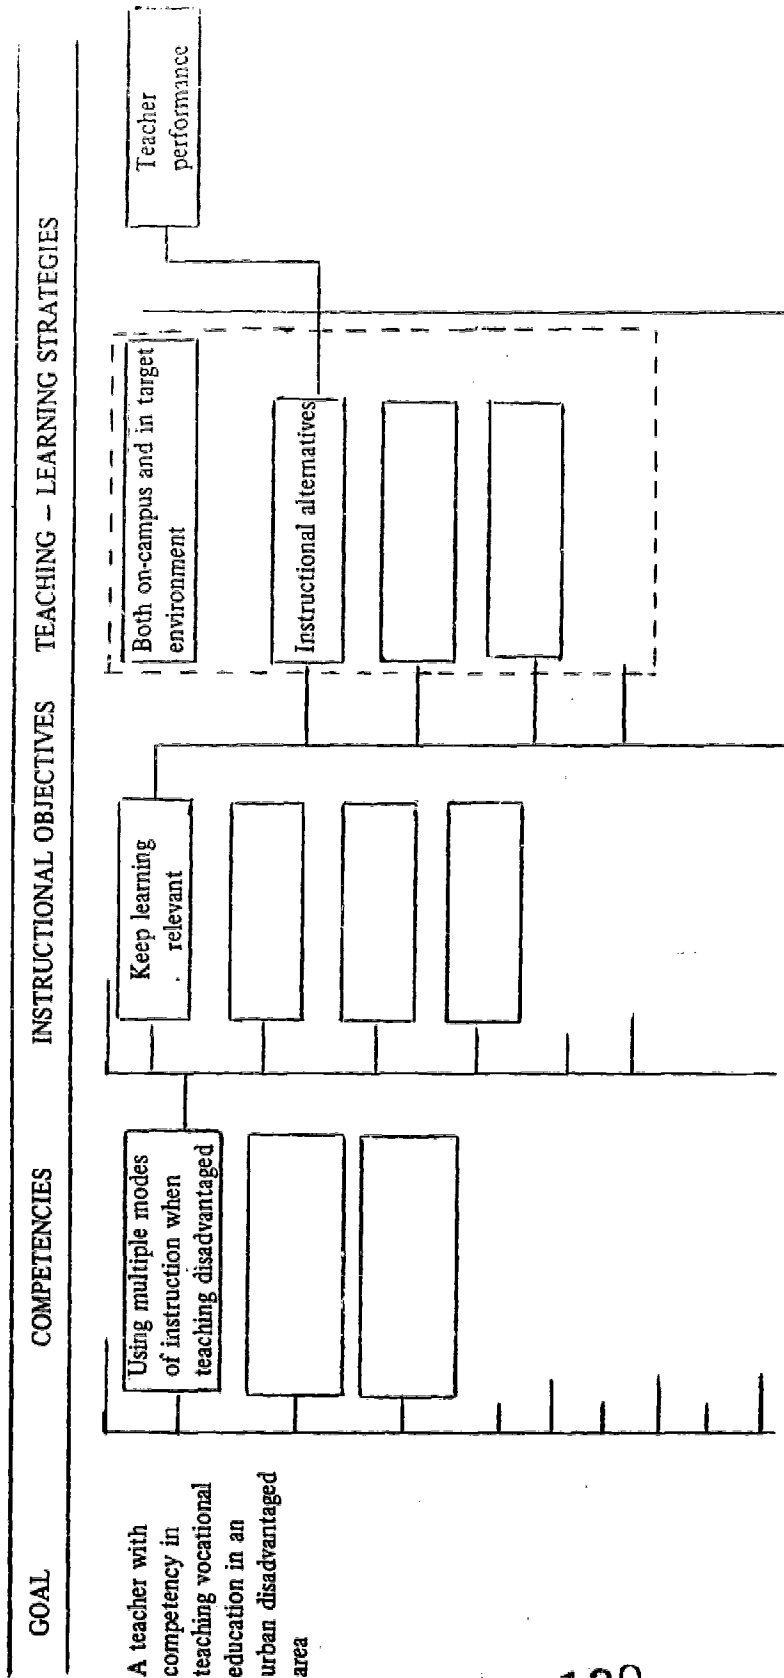 GOAL COMPETENCIES INSTRUCTIONAL OBJECTIVES TEACHING – LEARNING STRATEGIES
A teacher with
competency in
teaching vocational
education in an
urban disadvantaged
area
Using multiple modes
of instruction when
teaching disadvantaged
Keep learning
relevant
Both on-campus and in target
environment
Instructional alternatives
Teacher
performance